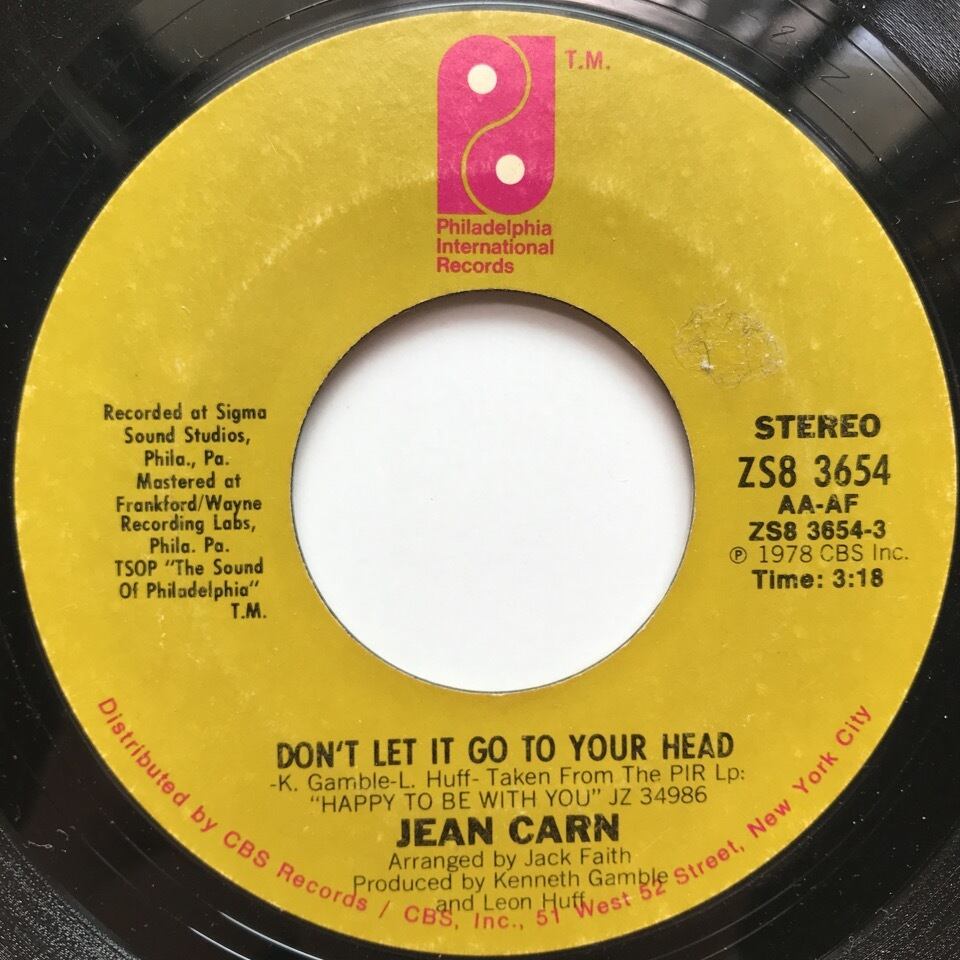 T.M.
Philadelphia
International
Records
Recorded at Sigma
Sound Studios,
Phila., Pa.
Mastered at
Frankford/Wayne
Recording Labs,
Phila. Pa.
TSOP "The Sound
Of Philadelphia"
T.M.
STEREO
ZS8 3654
AA-AF
ZS8 3654-3
℗ 1978 CBS Inc.
Time: 3:18
DON'T LET IT GO TO YOUR HEAD
-K. Gamble-L. Huff- Taken From The PIR Lp:
"HAPPY TO BE WITH YOU" JZ 34986
JEAN CARN
Arranged by Jack Faith
Produced by Kenneth Gamble
and Leon Huff
Distributed by CBS Records / CBS, Inc., 51 West 52 Street, New York City